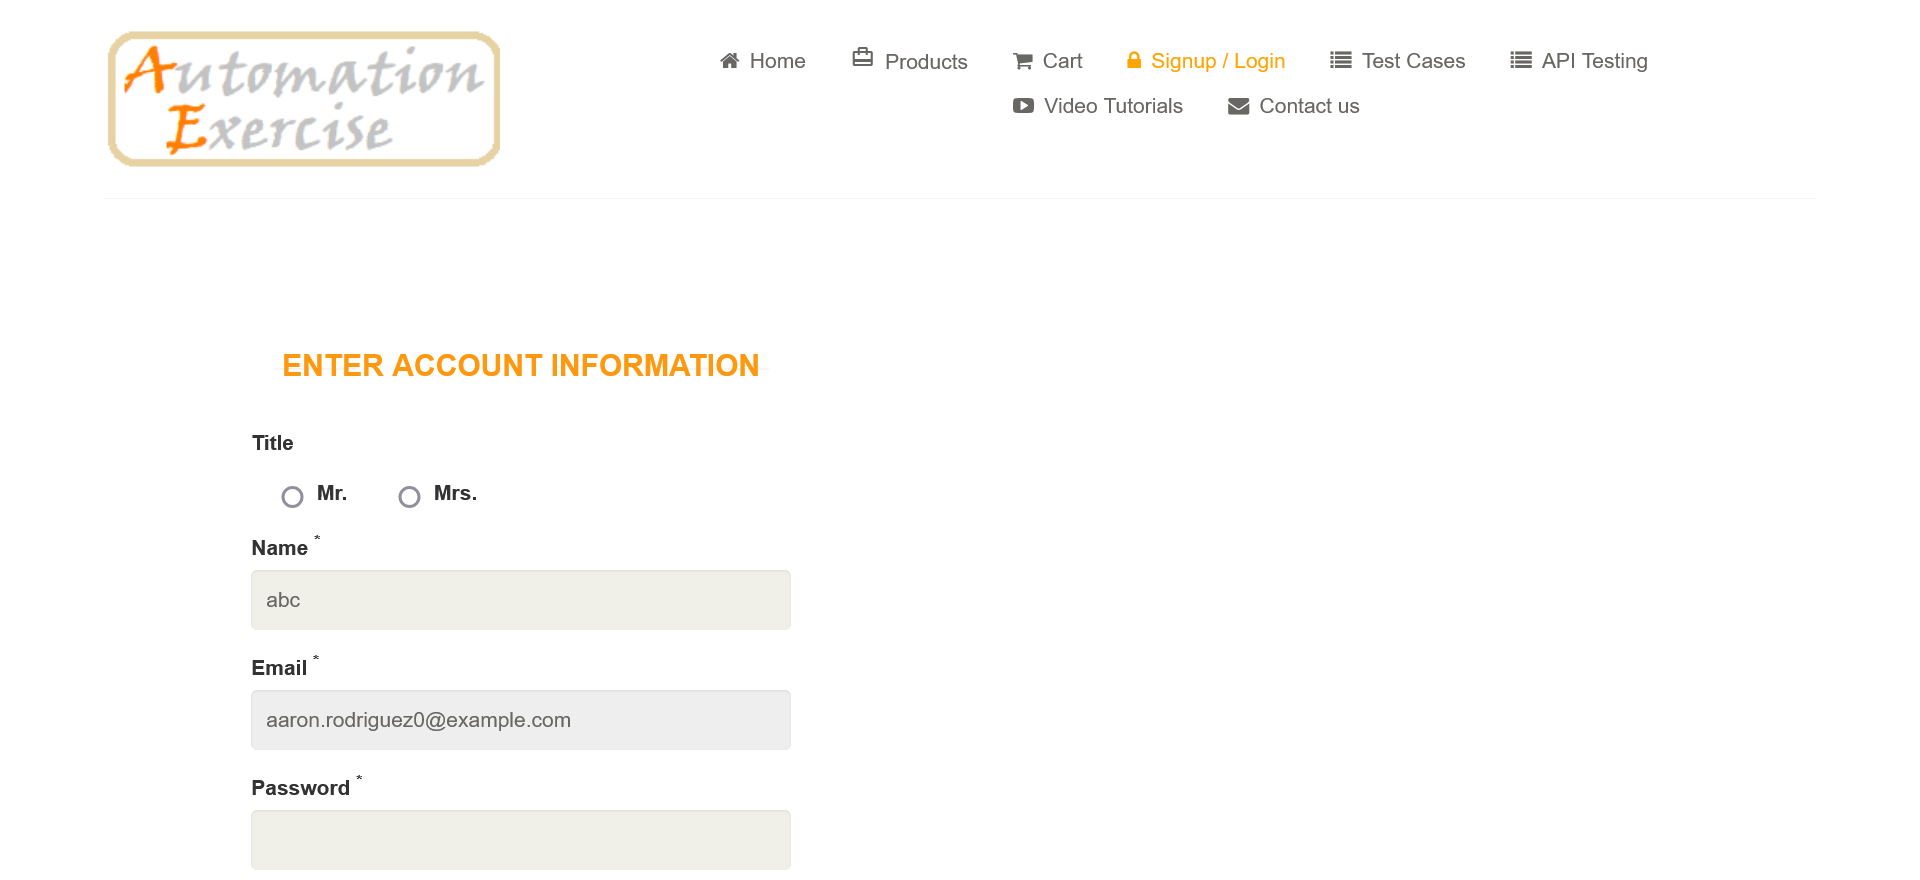 Automation
Exercise
Home Products Cart Signup / Login Test Cases API Testing
Video Tutorials Contact us
ENTER ACCOUNT INFORMATION
Title
Mr. Mrs.
Name *
abc
Email *
aaron.rodriguez0@example.com
Password *